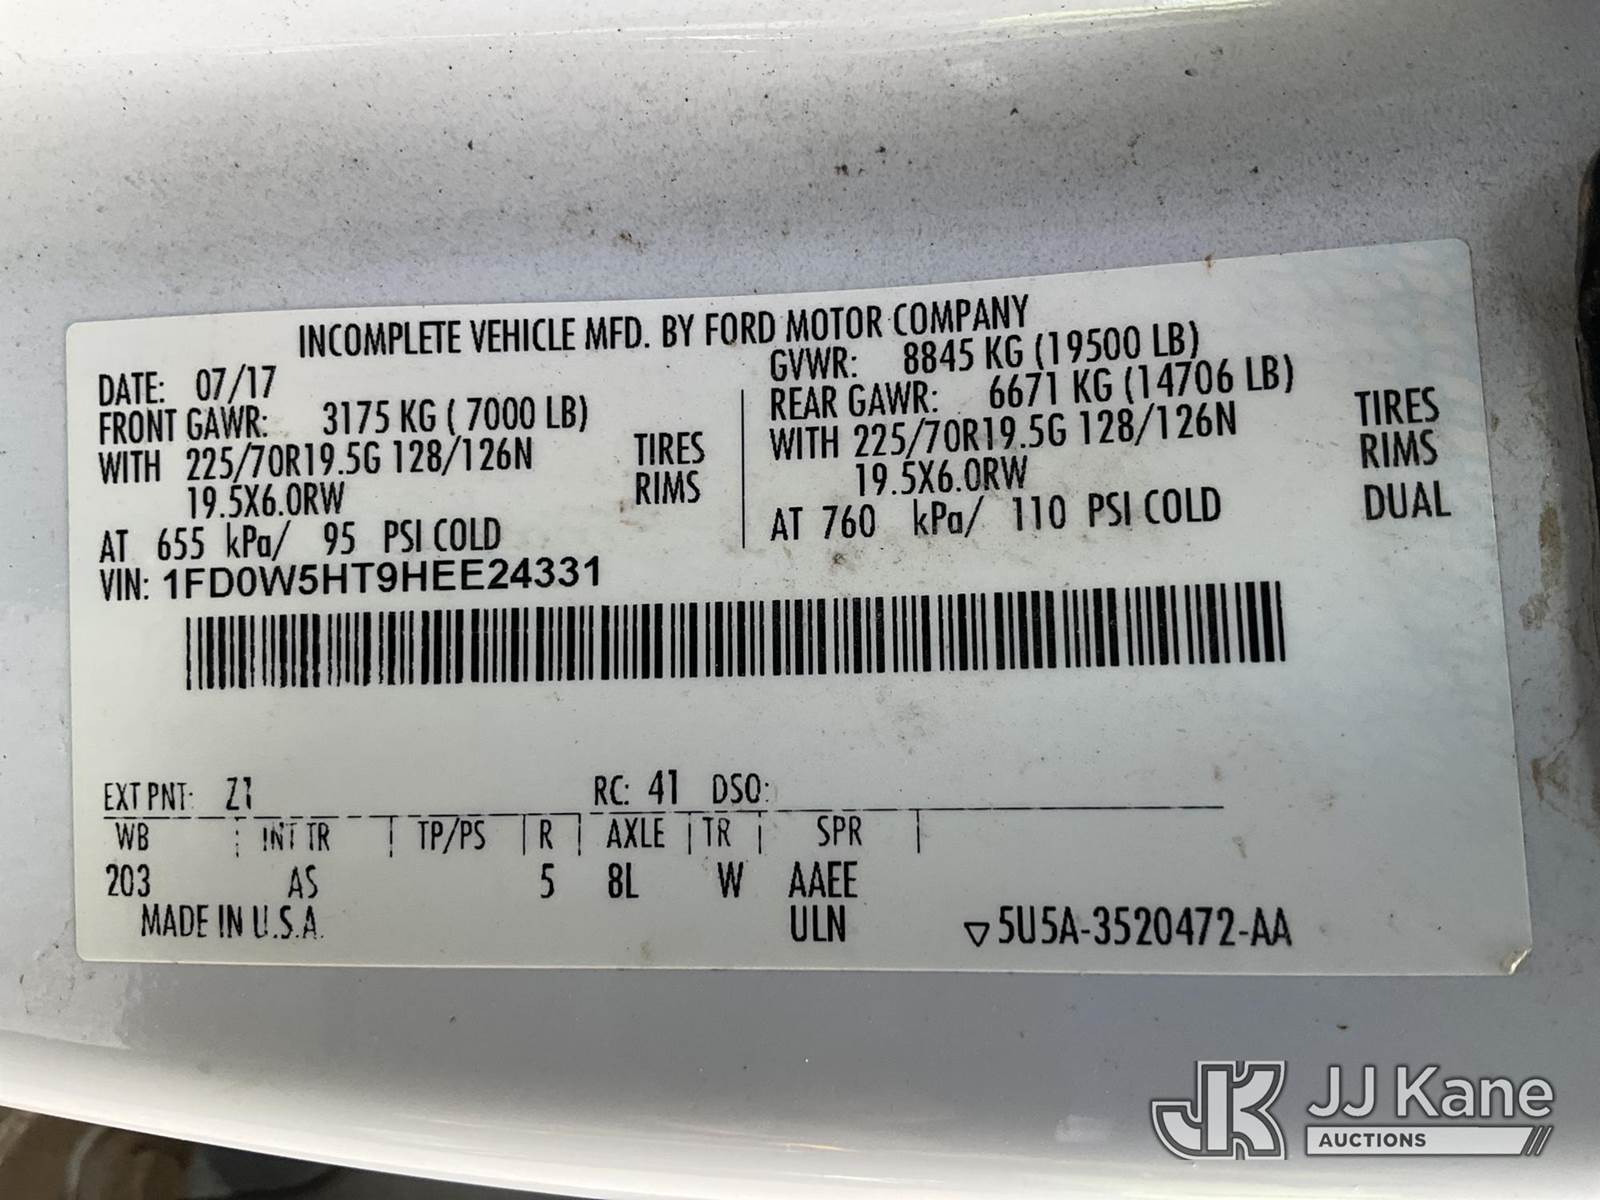 INCOMPLETE VEHICLE MFD. BY FORD MOTOR COMPANY
DATE: 07/17
GVWR: 8845 KG (19500 LB)
FRONT GAWR: 3175 KG ( 7000 LB)
REAR GAWR: 6671 KG (14706 LB)
WITH 225/70R19.5G 128/126N TIRES
WITH 225/70R19.5G 128/126N TIRES
19.5X6.0RW RIMS
19.5X6.0RW RIMS
AT 655 kPa/ 95 PSI COLD
AT 760 kPa/ 110 PSI COLD DUAL
VIN: 1FD0W5HT9HEE24331
EXT PNT: Z1 RC: 41 DSO:
WB INT TR TP/PS R AXLE TR SPR
203 AS 5 8L W AAEE
MADE IN U.S.A. ULN ▽5U5A-3520472-AA
JK JJ Kane
AUCTIONS